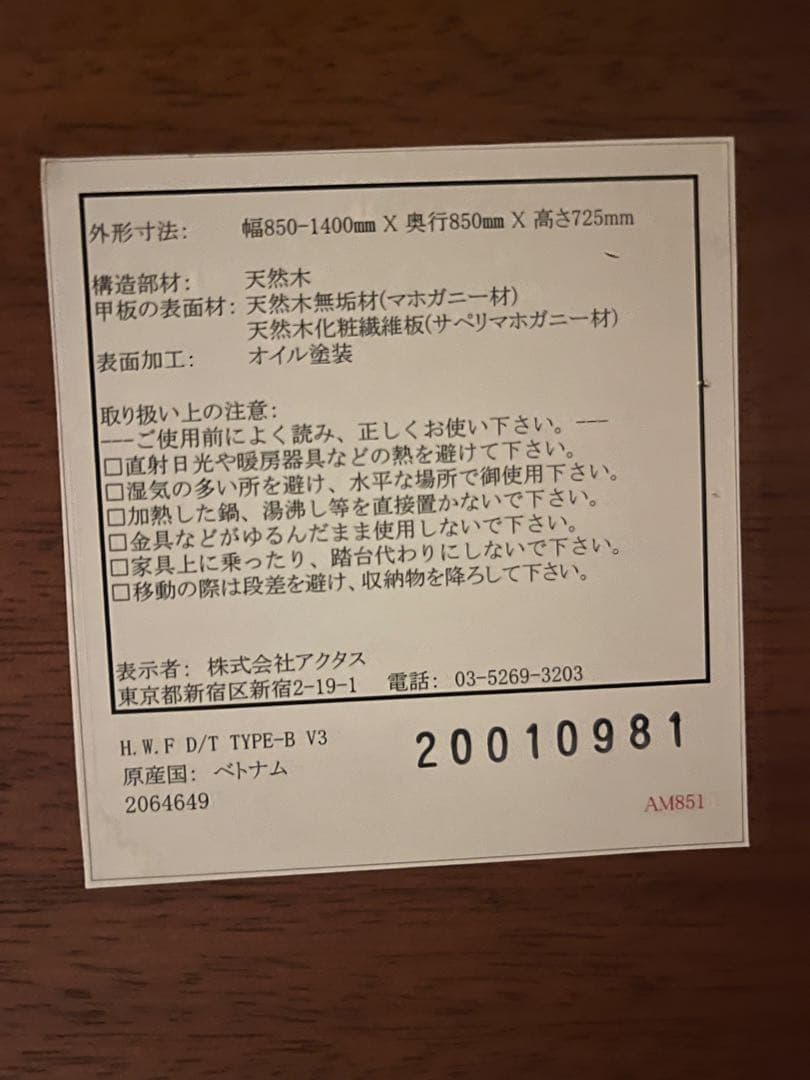 外形寸法: 幅850-1400mm X 奥行850mm X 高さ725mm
構造部材: 天然木
甲板の表面材: 天然木無垢材(マホガニー材)
天然木化粧繊維板(サペリマホガニー材)
表面加工: オイル塗装
取り扱い上の注意:
---ご使用前によく読み、正しくお使い下さい。---
□直射日光や暖房器具などの熱を避けて下さい。
□湿気の多い所を避け、水平な場所で御使用下さい。
□加熱した鍋、湯沸し等を直接置かないで下さい。
□金具などがゆるんだまま使用しないで下さい。
□家具上に乗ったり、踏台代わりにしないで下さい。
□移動の際は段差を避け、収納物を降ろして下さい。
表示者: 株式会社アクタス
東京都新宿区新宿2-19-1 電話: 03-5269-3203
H.W.F D/T TYPE-B V3
20010981
原産国: ベトナム
2064649
AM851